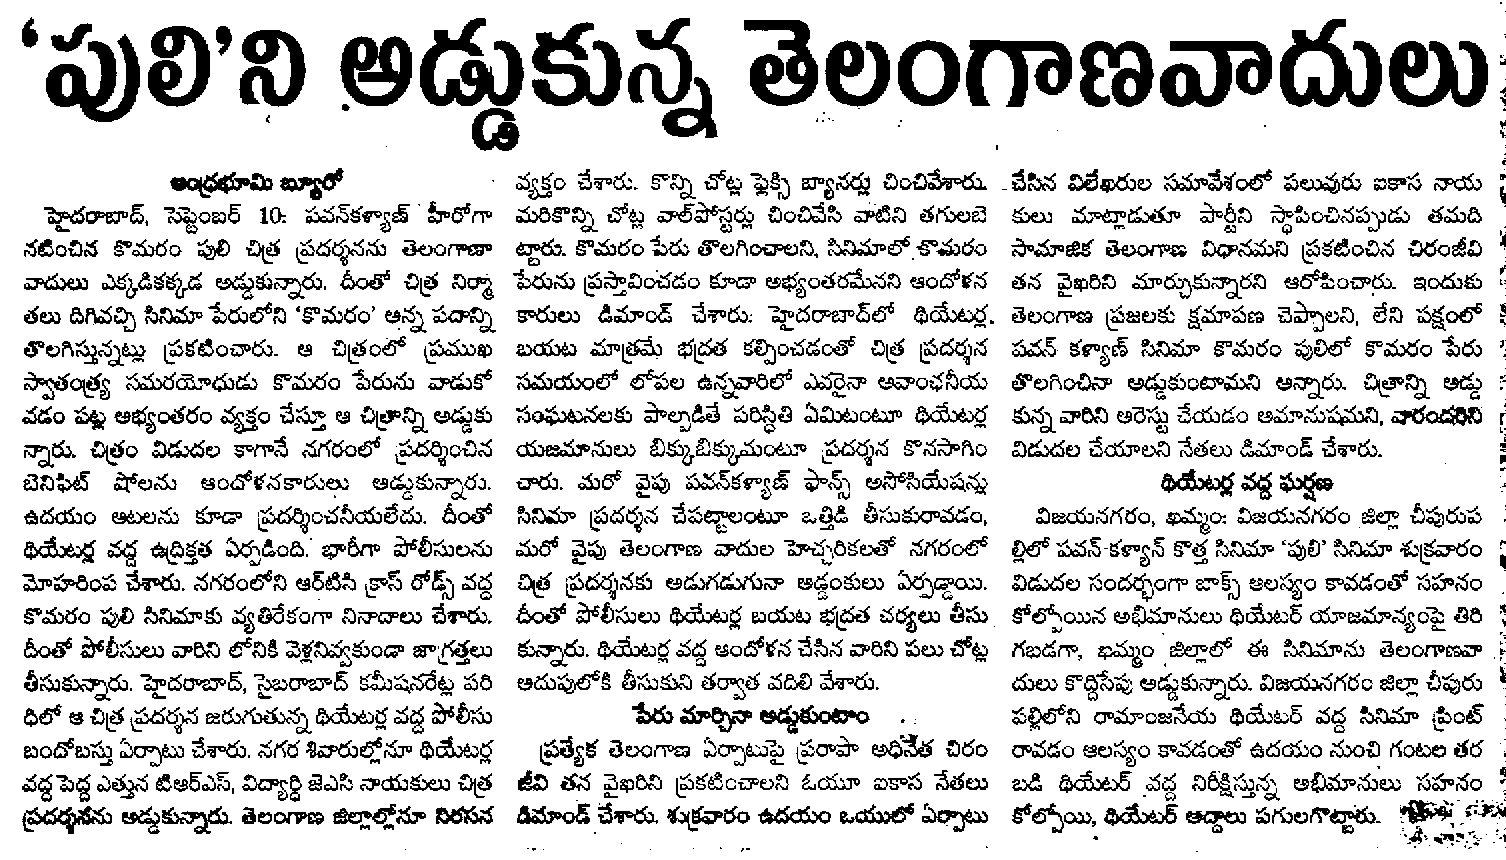 ‘పులి’ని అడ్డుకున్న తెలంగాణవాదులు
ఆంధ్రభూమి బ్యూరో
హైదరాబాద్, సెప్టెంబర్ 10: పవన్‌కళ్యాణ్ హీరోగా
నటించిన కొమరం పులి చిత్ర ప్రదర్శనను తెలంగాణా
వాదులు ఎక్కడికక్కడ అడ్డుకున్నారు. దీంతో చిత్ర నిర్మా
తలు దిగివచ్చి సినిమా పేరులోని ‘కొమరం’ అన్న పదాన్ని
తొలగిస్తున్నట్లు ప్రకటించారు. ఆ చిత్రంలో ప్రముఖ
స్వాతంత్ర్య సమరయోధుడు కొమరం పేరును వాడుకో
వడం పట్ల అభ్యంతరం వ్యక్తం చేస్తూ ఆ చిత్రాన్ని అడ్డుకు
న్నారు. చిత్రం విడుదల కాగానే నగరంలో ప్రదర్శించిన
బెనిఫిట్ షోలను ఆందోళనకారులు అడ్డుకున్నారు.
ఉదయం ఆటలను కూడా ప్రదర్శించనీయలేదు. దీంతో
థియేటర్ల వద్ద ఉద్రిక్తత ఏర్పడింది. భారీగా పోలీసులను
మోహరింప చేశారు. నగరంలోని ఆర్‌టిసి క్రాస్ రోడ్స్ వద్ద
కొమరం పులి సినిమాకు వ్యతిరేకంగా నినాదాలు చేశారు.
దీంతో పోలీసులు వారిని లోనికి వెళ్లనివ్వకుండా జాగ్రత్తలు
తీసుకున్నారు. హైదరాబాద్, సైబరాబాద్ కమీషనరేట్ల పరి
ధిలో ఆ చిత్ర ప్రదర్శన జరుగుతున్న థియేటర్ల వద్ద పోలీసు
బందోబస్తు ఏర్పాటు చేశారు. నగర శివారుల్లోనూ థియేటర్ల
వద్ద పెద్ద ఎత్తున టిఆర్‌ఎస్, విద్యార్థి జెఎసి నాయకులు చిత్ర
ప్రదర్శనను అడ్డుకున్నారు. తెలంగాణ జిల్లాల్లోనూ నిరసన
వ్యక్తం చేశారు. కొన్ని చోట్ల ఫ్లెక్సి బ్యానర్లు చించివేశారు.
మరికొన్ని చోట్ల వాల్‌పోస్టర్లు చించివేసి వాటిని తగులబె
ట్టారు. కొమరం పేరు తొలగించాలని, సినిమాలో కొమరం
పేరును ప్రస్తావించడం కూడా అభ్యంతరమేనని ఆందోళన
కారులు డిమాండ్ చేశారు. హైదరాబాద్‌లో థియేటర్ల
బయట మాత్రమే భద్రత కల్పించడంతో చిత్ర ప్రదర్శన
సమయంలో లోపల ఉన్నవారిలో ఎవరైనా అవాంఛనీయ
సంఘటనలకు పాల్పడితే పరిస్థితి ఏమిటంటూ థియేటర్ల
యజమానులు బిక్కుబిక్కుమంటూ ప్రదర్శన కొనసాగిం
చారు. మరో వైపు పవన్‌కళ్యాణ్ ఫాన్స్ అసోసియేషన్లు
సినిమా ప్రదర్శన చేపట్టాలంటూ ఒత్తిడి తీసుకురావడం,
మరో వైపు తెలంగాణ వాదుల హెచ్చరికలతో నగరంలో
చిత్ర ప్రదర్శనకు అడుగడుగునా ఆడ్డంకులు ఏర్పడ్డాయి.
దీంతో పోలీసులు థియేటర్ల బయట భద్రత చర్యలు తీసు
కున్నారు. థియేటర్ల వద్ద ఆందోళన చేసిన వారిని పలు చోట్ల
ఆదుపులోకి తీసుకుని తర్వాత వదిలి వేశారు.
పేరు మార్చినా అడ్డుకుంటాం
ప్రత్యేక తెలంగాణ ఏర్పాటుపై ప్రరాపా అధినేత చిరం
జీవి తన వైఖరిని ప్రకటించాలని ఓయూ ఐకాస నేతలు
డిమాండ్ చేశారు. శుక్రవారం ఉదయం ఒయులో ఏర్పాటు
చేసిన విలేఖరుల సమావేశంలో పలువురు ఐకాస నాయ
కులు మాట్లాడుతూ పార్టీని స్థాపించినప్పుడు తమది
సామాజిక తెలంగాణ విధానమని ప్రకటించిన చిరంజీవి
తన వైఖరిని మార్చుకున్నారని ఆరోపించారు. ఇందుకు
తెలంగాణ ప్రజలకు క్షమాపణ చెప్పాలని, లేని పక్షంలో
పవన్ కళ్యాణ్ సినిమా కొమరం పులిలో కొమరం పేరు
తొలగించినా అడ్డుకుంటామని అన్నారు. చిత్రాన్ని అడ్డు
కున్న వారిని అరెస్టు చేయడం అమానుషమని, వారందరిని
విడుదల చేయాలని నేతలు డిమాండ్ చేశారు.
థియేటర్ల వద్ద ఘర్షణ
విజయనగరం, ఖమ్మం: విజయనగరం జిల్లా చీపురుప
ల్లిలో పవన్ కళ్యాన్ కొత్త సినిమా ‘పులి’ సినిమా శుక్రవారం
విడుదల సందర్భంగా బాక్స్ ఆలస్యం కావడంతో సహనం
కోల్పోయిన అభిమానులు థియేటర్ యాజమాన్యంపై తిరి
గబడగా, ఖమ్మం జిల్లాలో ఈ సినిమాను తెలంగాణవా
దులు కొద్దిసేపు అడ్డుకున్నారు. విజయనగరం జిల్లా చీపురు
పల్లిలోని రామాంజనేయ థియేటర్ వద్ద సినిమా ప్రింట్
రావడం ఆలస్యం కావడంతో ఉదయం నుంచి గంటల తర
బడి థియేటర్ వద్ద నిరీక్షిస్తున్న అభిమానులు సహనం
కోల్పోయి, థియేటర్ అద్దాలు పగులగొట్టారు.